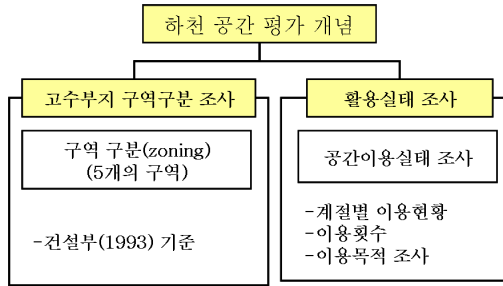 하천 공간 평가 개념
고수부지 구역구분 조사
구역 구분(zoning)
(5개의 구역)
-건설부(1993) 기준
활용실태 조사
공간이용실태 조사
-계절별 이용현황
-이용횟수
-이용목적 조사